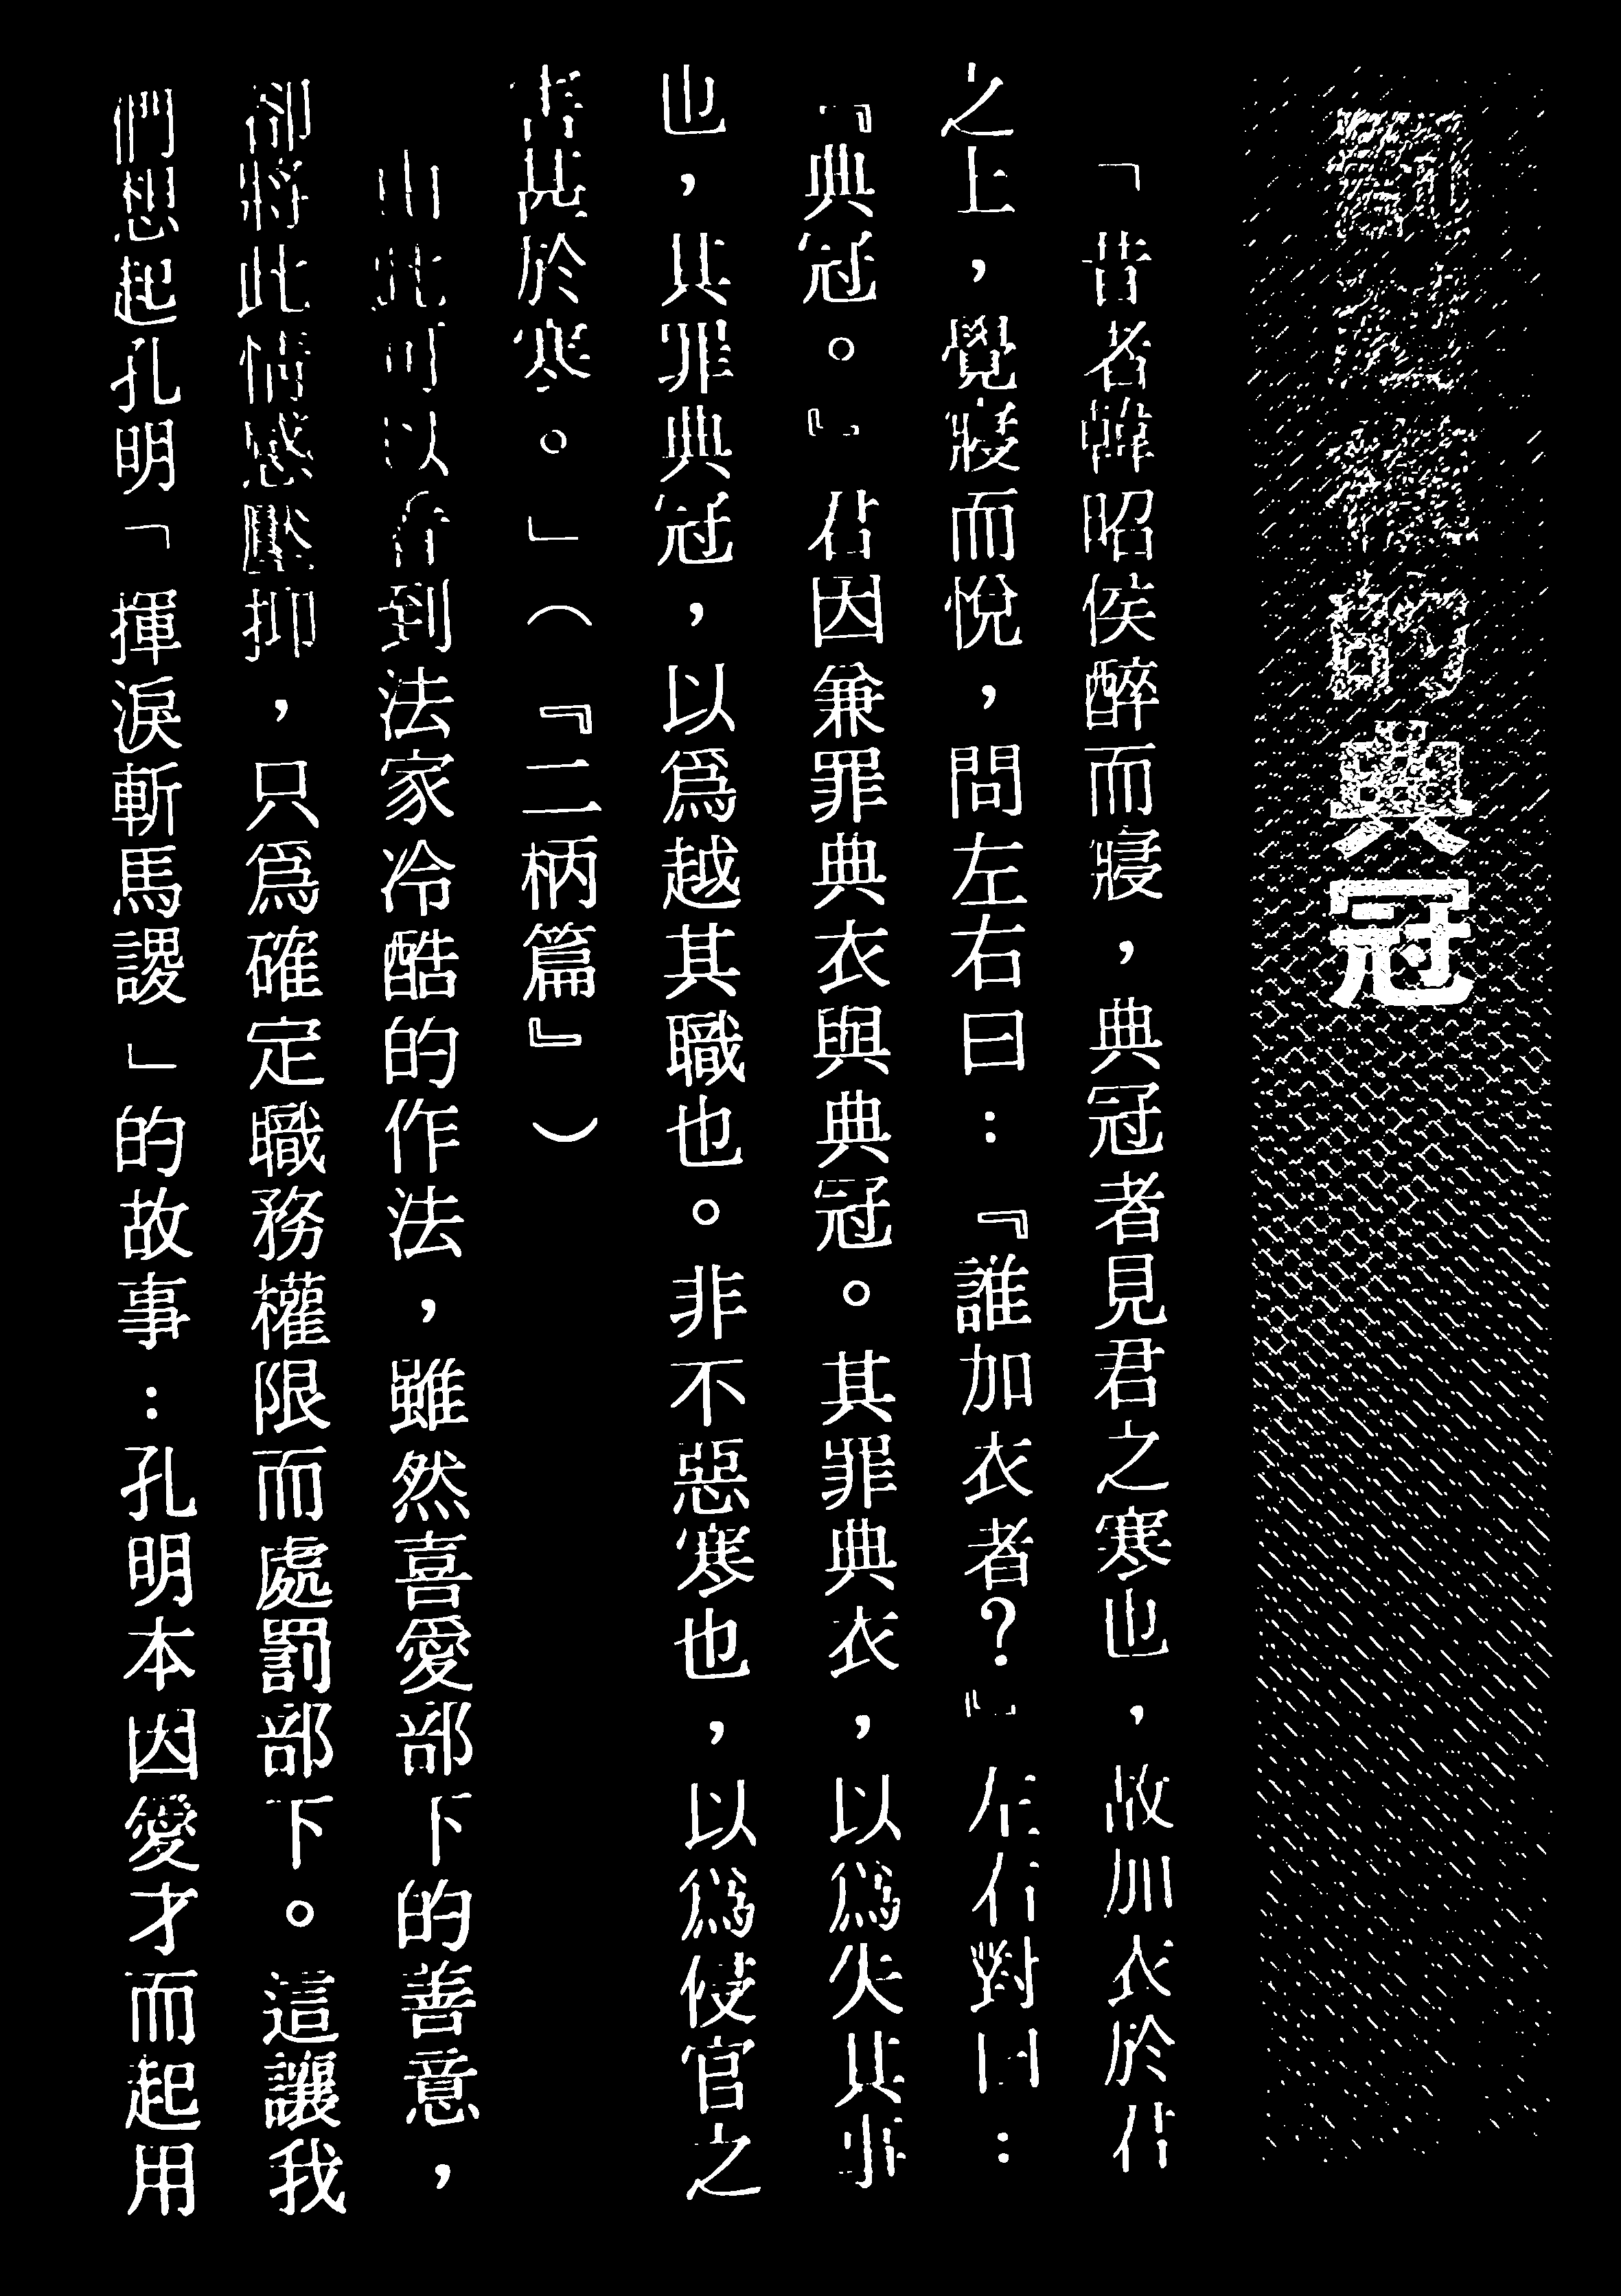 的典冠
「昔者韓昭侯醉而寢，典冠者見君之寒也，故加衣於君
之上，覺寢而悅，問左右曰：『誰加衣者？』左右對曰：
『典冠。』君因兼罪典衣與典冠。其罪典衣，以爲失其事
也，其罪典冠，以爲越其職也。非不惡寒也，以爲侵官之
害甚於寒。」（『二柄篇』）
由此可以看到法家冷酷的作法，雖然喜愛部下的善意，
卻將此情感壓抑，只爲確定職務權限而處罰部下。這讓我
們想起孔明「揮淚斬馬謖」的故事：孔明本因愛才而起用